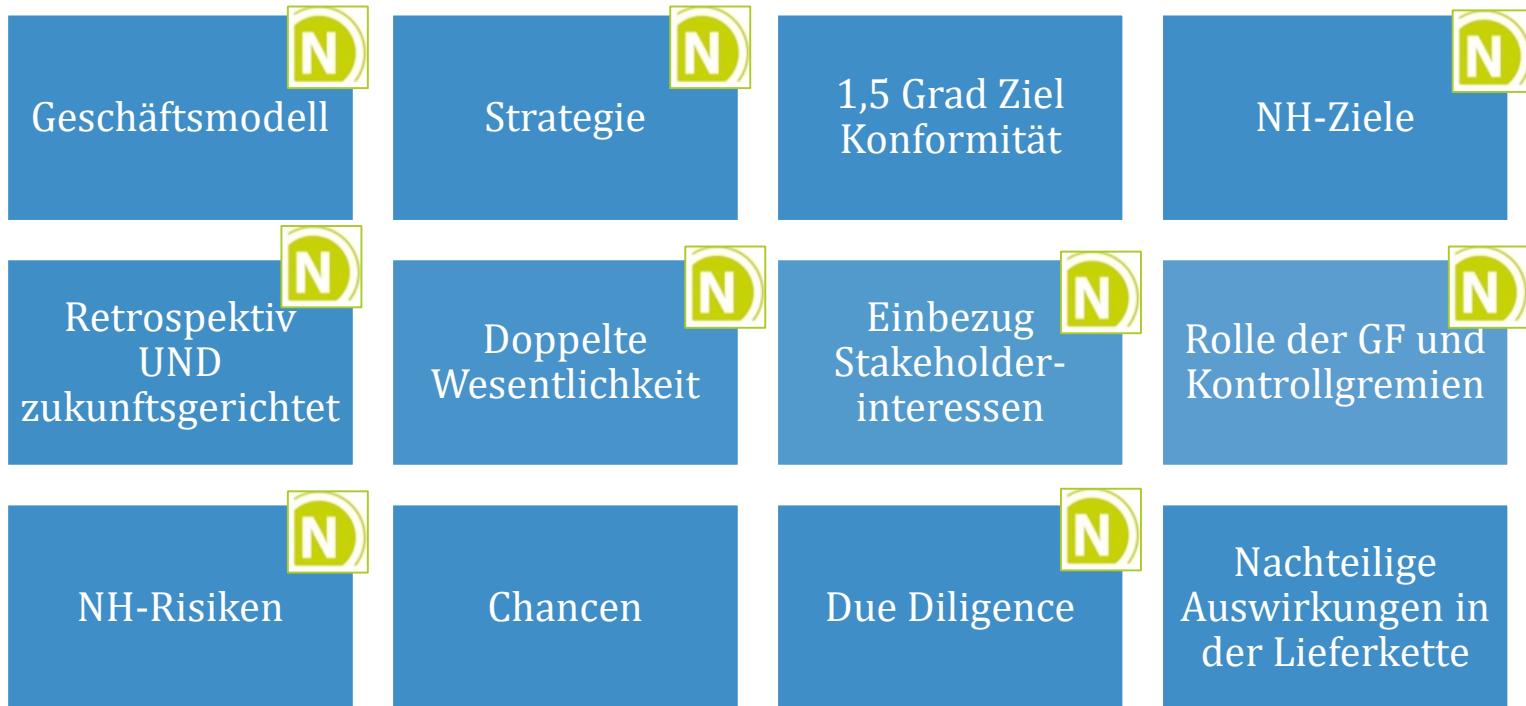 N
Geschäftsmodell
N
Strategie
1,5 Grad Ziel
Konformität
N
NH-Ziele
N
Retrospektiv
UND
zukunftsgerichtet
N
Doppelte
Wesentlichkeit
N
Einbezug
Stakeholder-
interessen
N
Rolle der GF und
Kontrollgremien
N
NH-Risiken
Chancen
N
Due Diligence
Nachteilige
Auswirkungen in
der Lieferkette